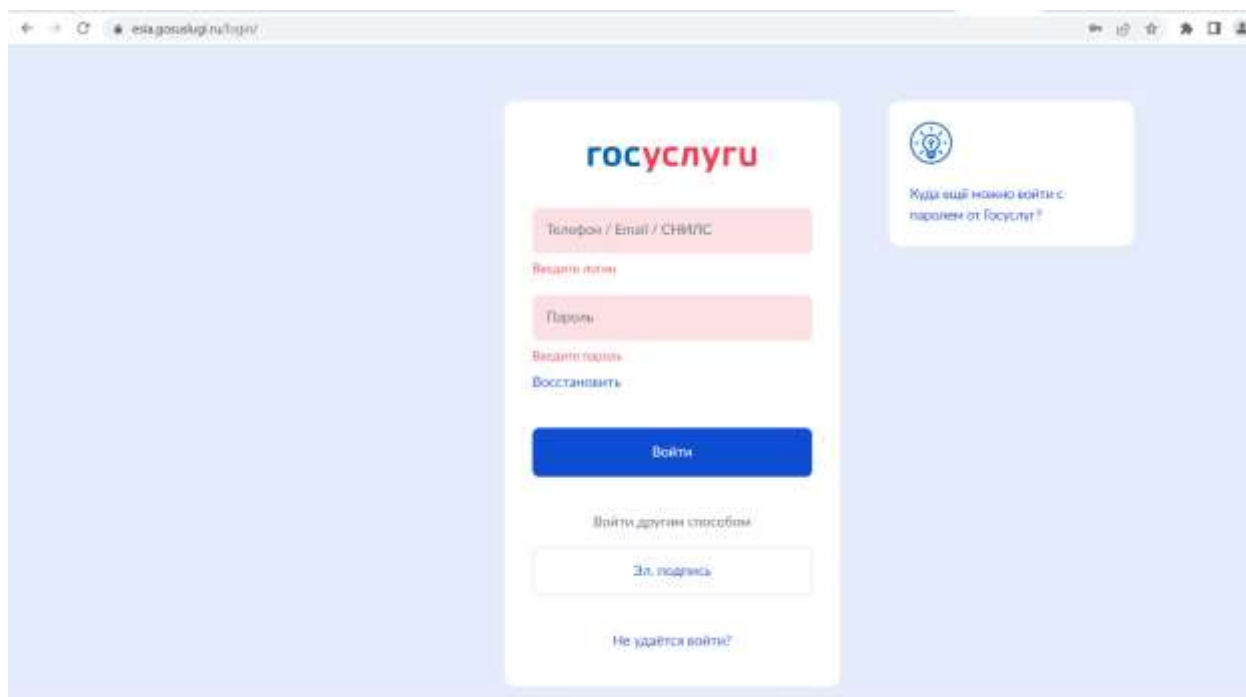 esia.gosuslugi.ru/login/
госуслуги
Телефон / Email / СНИЛС
Введите логин
Пароль
Введите пароль
Восстановить
Войти
Войти другим способом
Эл. подпись
Не удаётся войти?
Куда ещё можно войти с
паролем от Госуслуг?